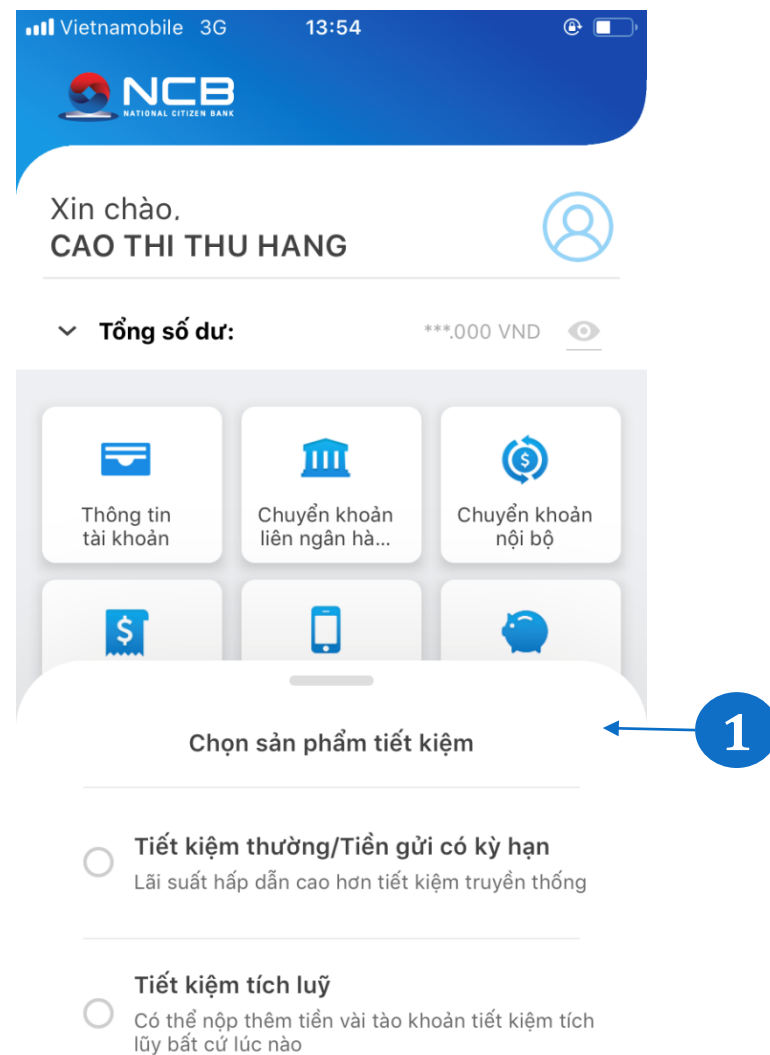 Vietnamobile 3G 13:54
NCB
NATIONAL CITIZEN BANK
Xin chào,
CAO THI THU HANG
Tổng số dư: ***.000 VND
Thông tin
tài khoản
Chuyển khoản
liên ngân hà...
Chuyển khoản
nội bộ
1
Chọn sản phẩm tiết kiệm
Tiết kiệm thường/Tiền gửi có kỳ hạn
Lãi suất hấp dẫn cao hơn tiết kiệm truyền thống
Tiết kiệm tích luỹ
Có thể nộp thêm tiền vài tào khoản tiết kiệm tích
lũy bất cứ lúc nào